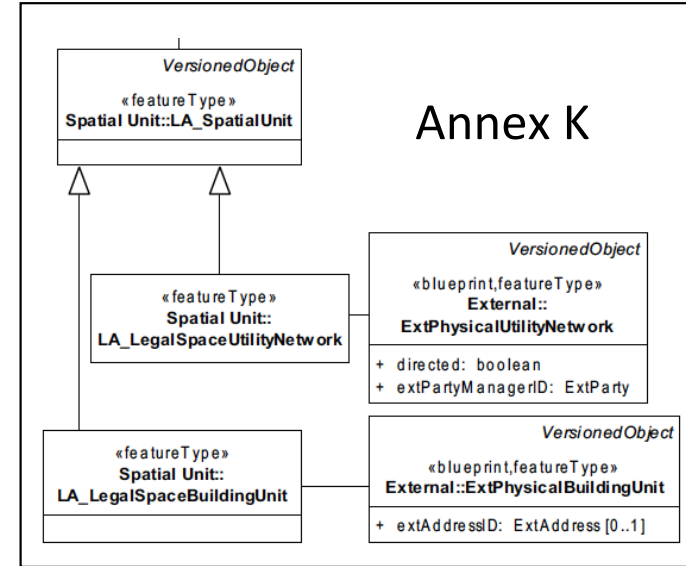 VersionedObject
«featureType»
Spatial Unit::LA_SpatialUnit
Annex K
«featureType»
Spatial Unit::
LA_LegalSpaceUtilityNetwork
VersionedObject
«blueprint,featureType»
External::
ExtPhysicalUtilityNetwork
+ directed: boolean
+ extPartyManagerID: ExtParty
«featureType»
Spatial Unit::
LA_LegalSpaceBuildingUnit
VersionedObject
«blueprint,featureType»
External::ExtPhysicalBuildingUnit
+ extAddressID: ExtAddress [0..1]